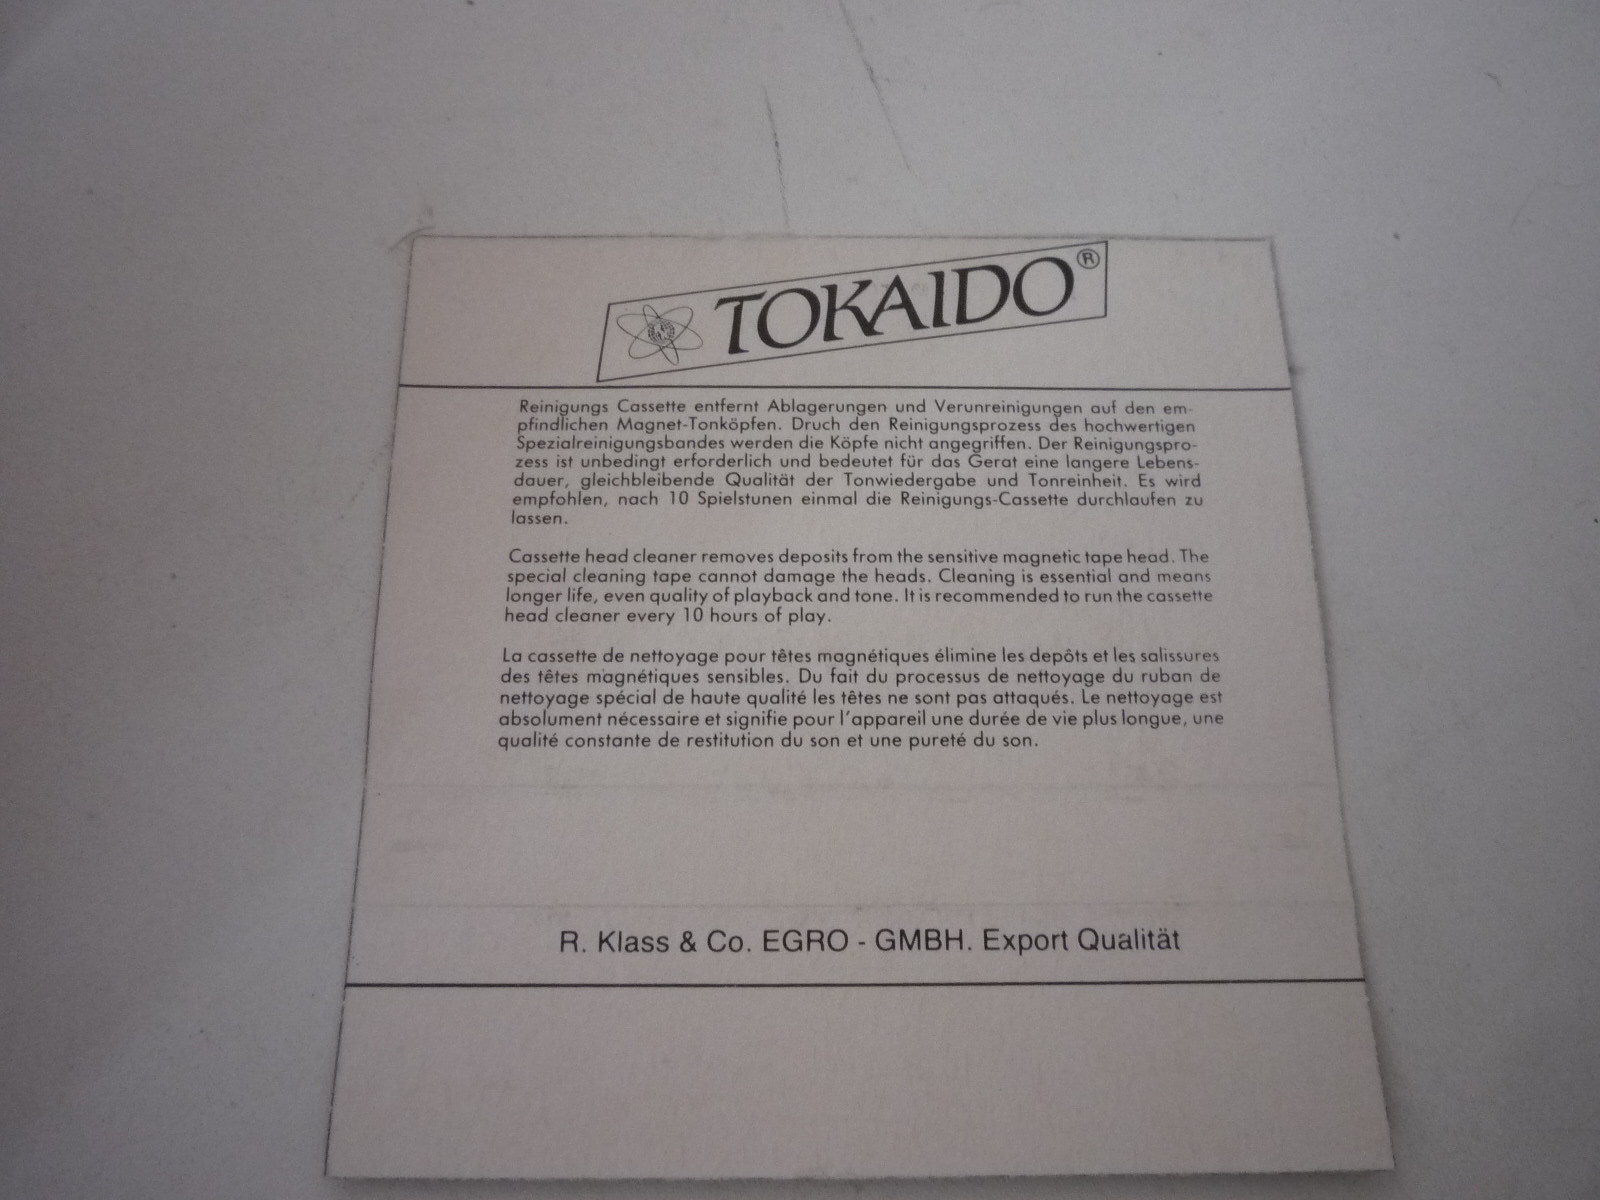 TOKAIDO®
Reinigungs Cassette entfernt Ablagerungen und Verunreinigungen auf den em-
pfindlichen Magnet-Tonköpfen. Druch den Reinigungsprozess des hochwertigen
Spezialreinigungsbandes werden die Köpfe nicht angegriffen. Der Reinigungspro-
zess ist unbedingt erforderlich und bedeutet für das Gerat eine langere Lebens-
dauer, gleichbleibende Qualität der Tonwiedergabe und Tonreinheit. Es wird
empfohlen, nach 10 Spielstunen einmal die Reinigungs-Cassette durchlaufen zu
lassen.
Cassette head cleaner removes deposits from the sensitive magnetic tape head. The
special cleaning tape cannot damage the heads. Cleaning is essential and means
longer life, even quality of playback and tone. It is recommended to run the cassette
head cleaner every 10 hours of play.
La cassette de nettoyage pour têtes magnétiques élimine les depôts et les salissures
des têtes magnétiques sensibles. Du fait du processus de nettoyage du ruban de
nettoyage spécial de haute qualité les têtes ne sont pas attaqués. Le nettoyage est
absolument nécessaire et signifie pour l'appareil une durée de vie plus longue, une
qualité constante de restitution du son et une pureté du son.
R. Klass & Co. EGRO - GMBH. Export Qualität